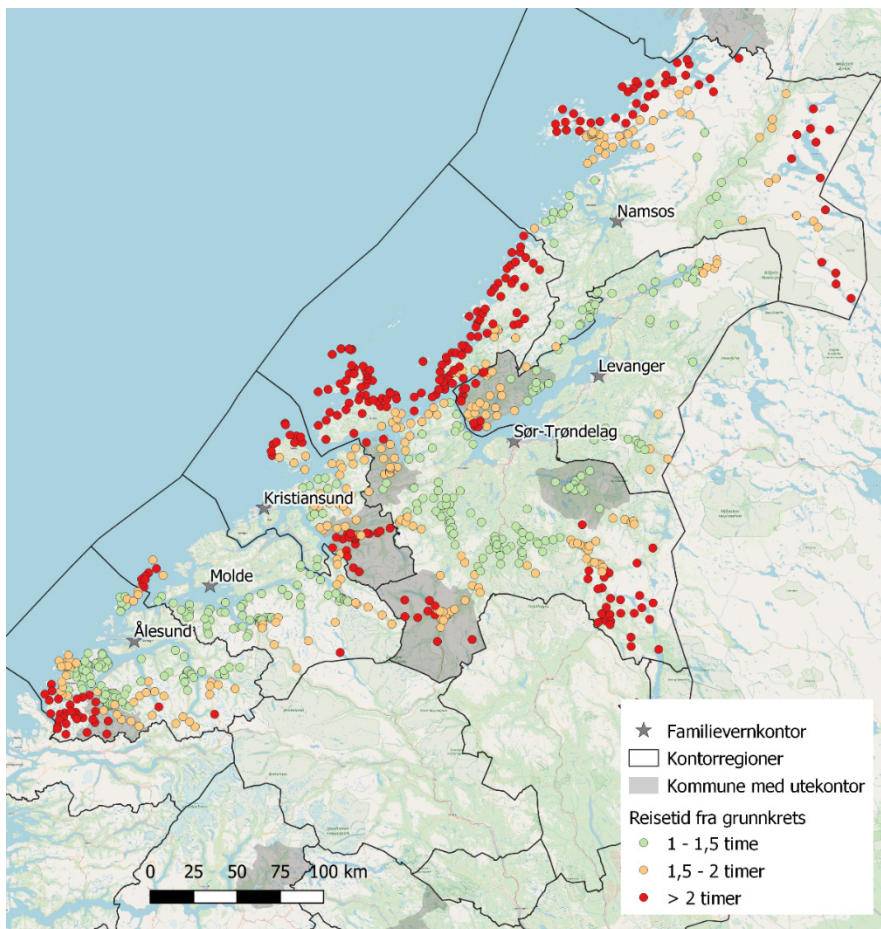 Namsos
Levanger
Sør-Trøndelag
Kristiansund
Molde
Ålesund
Familievernkontor
Kontorregioner
Kommune med utekontor
Reisetid fra grunnkrets
1 - 1,5 time
1,5 - 2 timer
> 2 timer
0 25 50 75 100 km